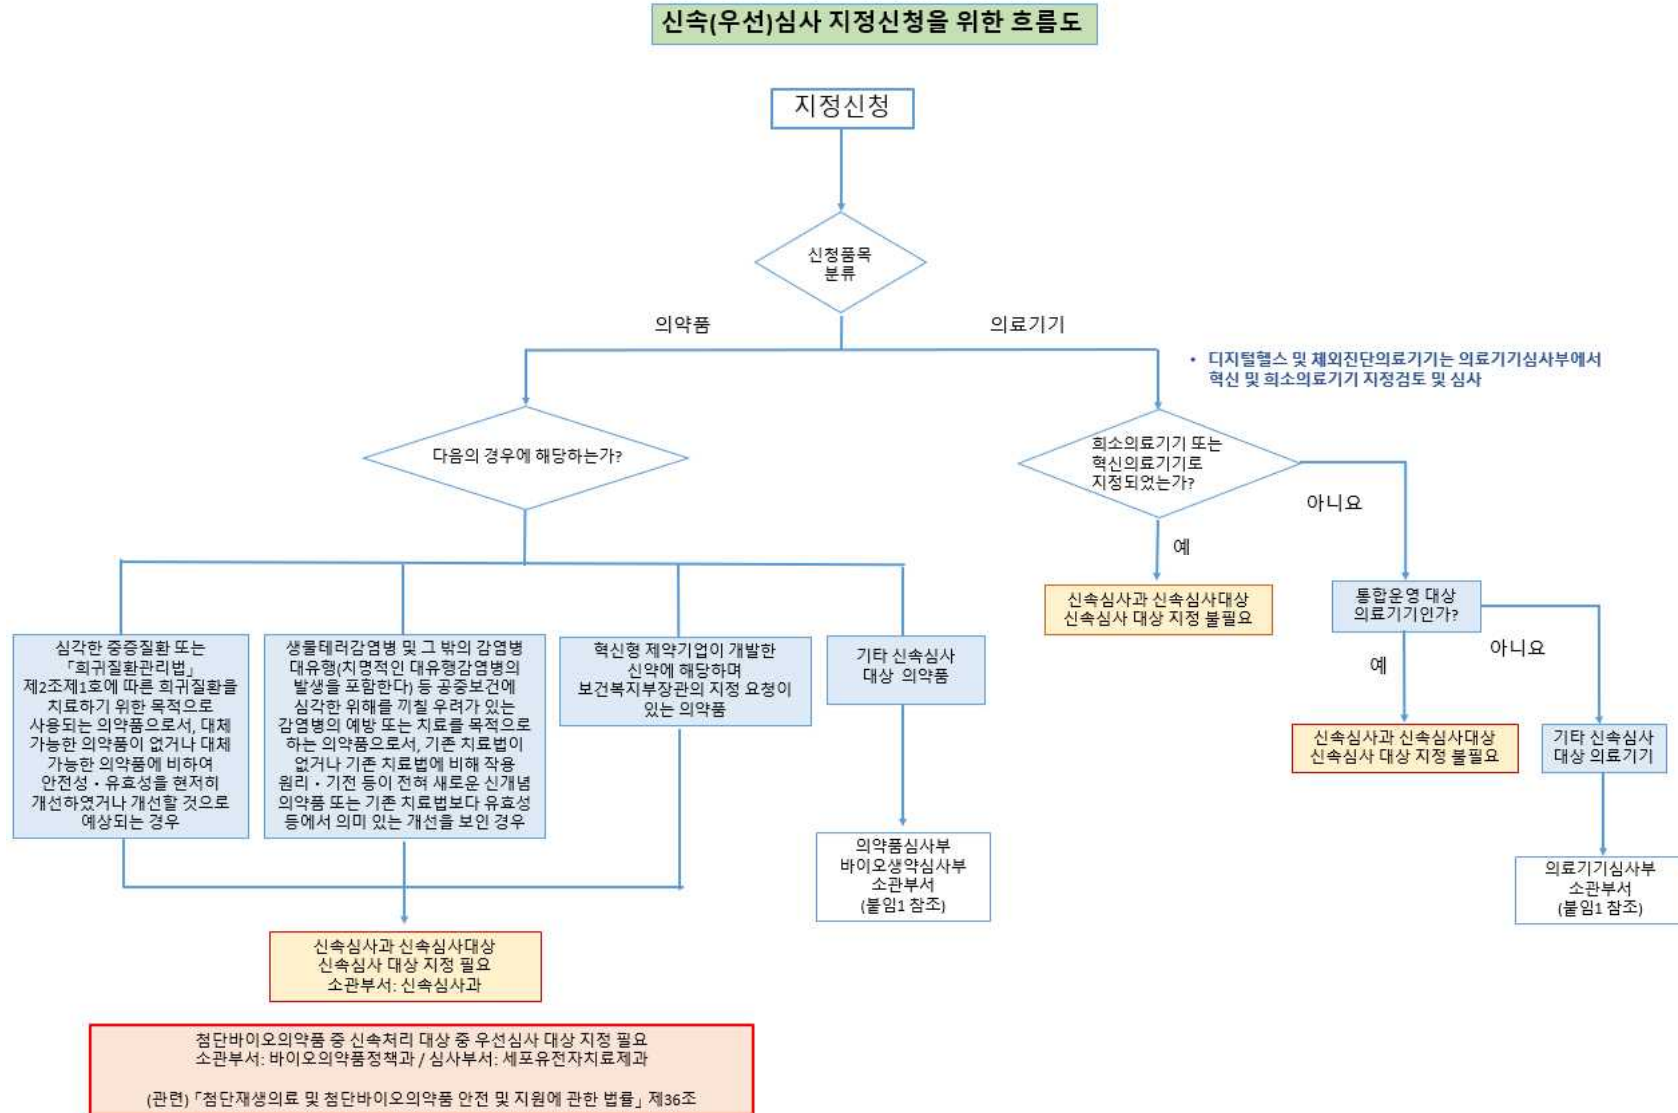 신속(우선)심사 지정신청을 위한 흐름도
지정신청
신청품목
분류
의약품
의료기기
• 디지털헬스 및 체외진단의료기기는 의료기기심사부에서
혁신 및 희소의료기기 지정검토 및 심사
다음의 경우에 해당하는가?
희소의료기기 또는
혁신의료기기로
지정되었는가?
아니요
예
신속심사과 신속심사대상
신속심사 대상 지정 불필요
통합운영 대상
의료기기인가?
예
아니요
심각한 중증질환 또는
「희귀질환관리법」
제2조제1호에 따른 희귀질환을
치료하기 위한 목적으로
사용되는 의약품으로서, 대체
가능한 의약품이 없거나 대체
가능한 의약품에 비하여
안전성・유효성을 현저히
개선하였거나 개선할 것으로
예상되는 경우
생물테러감염병 및 그 밖의 감염병
대유행(치명적인 대유행감염병의
발생을 포함한다) 등 공중보건에
심각한 위해를 끼칠 우려가 있는
감염병의 예방 또는 치료를 목적으로
하는 의약품으로서, 기존 치료법이
없거나 기존 치료법에 비해 작용
원리・기전 등이 전혀 새로운 신개념
의약품 또는 기존 치료법보다 유효성
등에서 의미 있는 개선을 보인 경우
혁신형 제약기업이 개발한
신약에 해당하며
보건복지부장관의 지정 요청이
있는 의약품
기타 신속심사
대상 의약품
신속심사과 신속심사대상
신속심사 대상 지정 불필요
기타 신속심사
대상 의료기기
의약품심사부
바이오생약심사부
소관부서
(붙임1 참조)
의료기기심사부
소관부서
(붙임1 참조)
신속심사과 신속심사대상
신속심사 대상 지정 필요
소관부서: 신속심사과
첨단바이오의약품 중 신속처리 대상 중 우선심사 대상 지정 필요
소관부서: 바이오의약품정책과 / 심사부서: 세포유전자치료제과
(관련) 「첨단재생의료 및 첨단바이오의약품 안전 및 지원에 관한 법률」 제36조